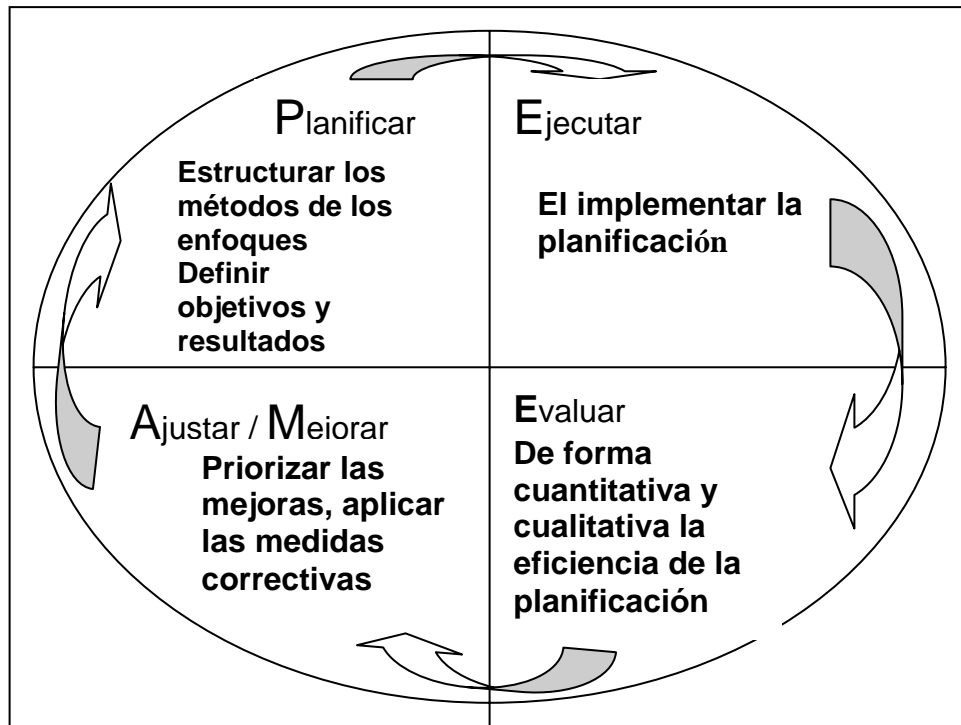 Planificar
Estructurar los
métodos de los
enfoques
Definir
objetivos y
resultados
Ejecutar
El implementar la
planificación
Ajustar / Meiorar
Priorizar las
mejoras, aplicar
las medidas
correctivas
Evaluar
De forma
cuantitativa y
cualitativa la
eficiencia de la
planificación